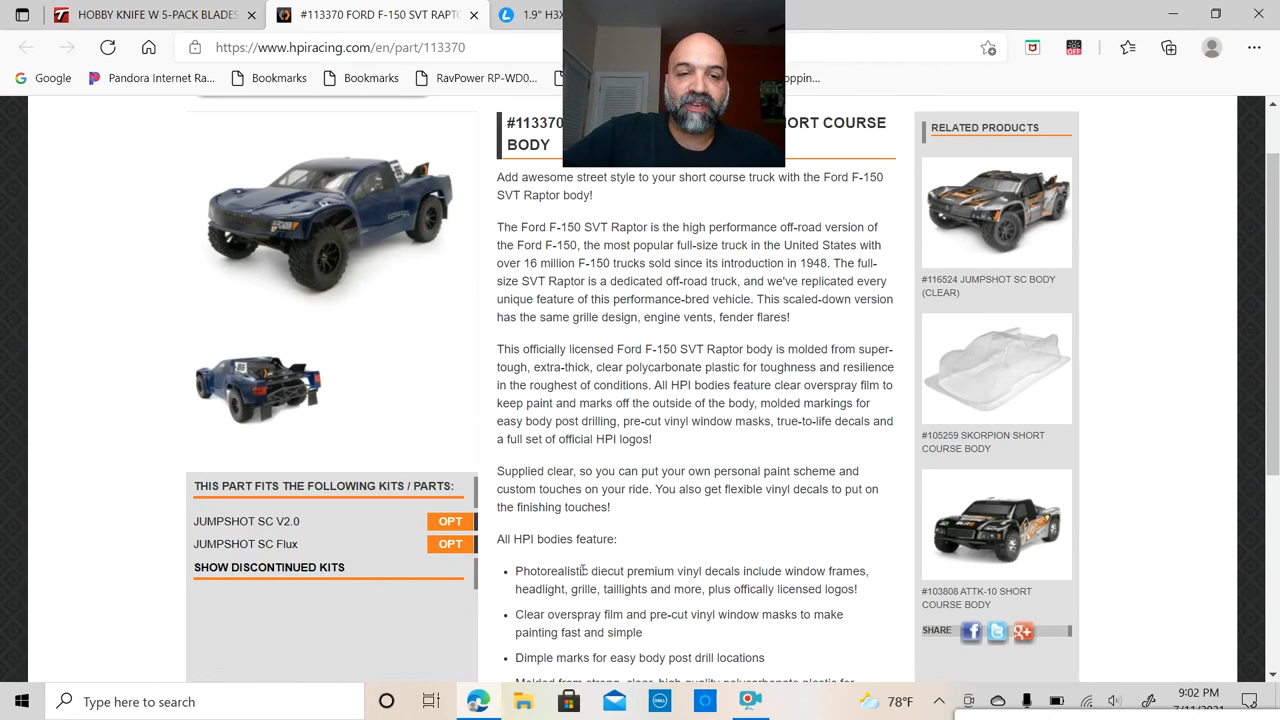 HOBBY KNIFE W 5-PACK BLADES
#113370 FORD F-150 SVT RAPTO
1.9" H3X
https://www.hpiracing.com/en/part/113370
OFF
Google
Pandora Internet Ra...
Bookmarks
Bookmarks
RavPower RP-WD0...
oppin...
#113370 ORT COURSE
BODY
Add awesome street style to your short course truck with the Ford F-150
SVT Raptor body!
The Ford F-150 SVT Raptor is the high performance off-road version of
the Ford F-150, the most popular full-size truck in the United States with
over 16 million F-150 trucks sold since its introduction in 1948. The full-
size SVT Raptor is a dedicated off-road truck, and we've replicated every
unique feature of this performance-bred vehicle. This scaled-down version
has the same grille design, engine vents, fender flares!
This officially licensed Ford F-150 SVT Raptor body is molded from super-
tough, extra-thick, clear polycarbonate plastic for toughness and resilience
in the roughest of conditions. All HPI bodies feature clear overspray film to
keep paint and marks off the outside of the body, molded markings for
easy body post drilling, pre-cut vinyl window masks, true-to-life decals and
a full set of official HPI logos!
Supplied clear, so you can put your own personal paint scheme and
custom touches on your ride. You also get flexible vinyl decals to put on
the finishing touches!
All HPI bodies feature:
• Photorealistic diecut premium vinyl decals include window frames,
headlight, grille, taillights and more, plus offically licensed logos!
• Clear overspray film and pre-cut vinyl window masks to make
painting fast and simple
• Dimple marks for easy body post drill locations
THIS PART FITS THE FOLLOWING KITS / PARTS:
JUMPSHOT SC V2.0 OPT
JUMPSHOT SC Flux OPT
SHOW DISCONTINUED KITS
RELATED PRODUCTS
#116524 JUMPSHOT SC BODY
(CLEAR)
#105259 SKORPION SHORT
COURSE BODY
#103808 ATTK-10 SHORT
COURSE BODY
SHARE
Type here to search
DELL
78°F
9:02 PM